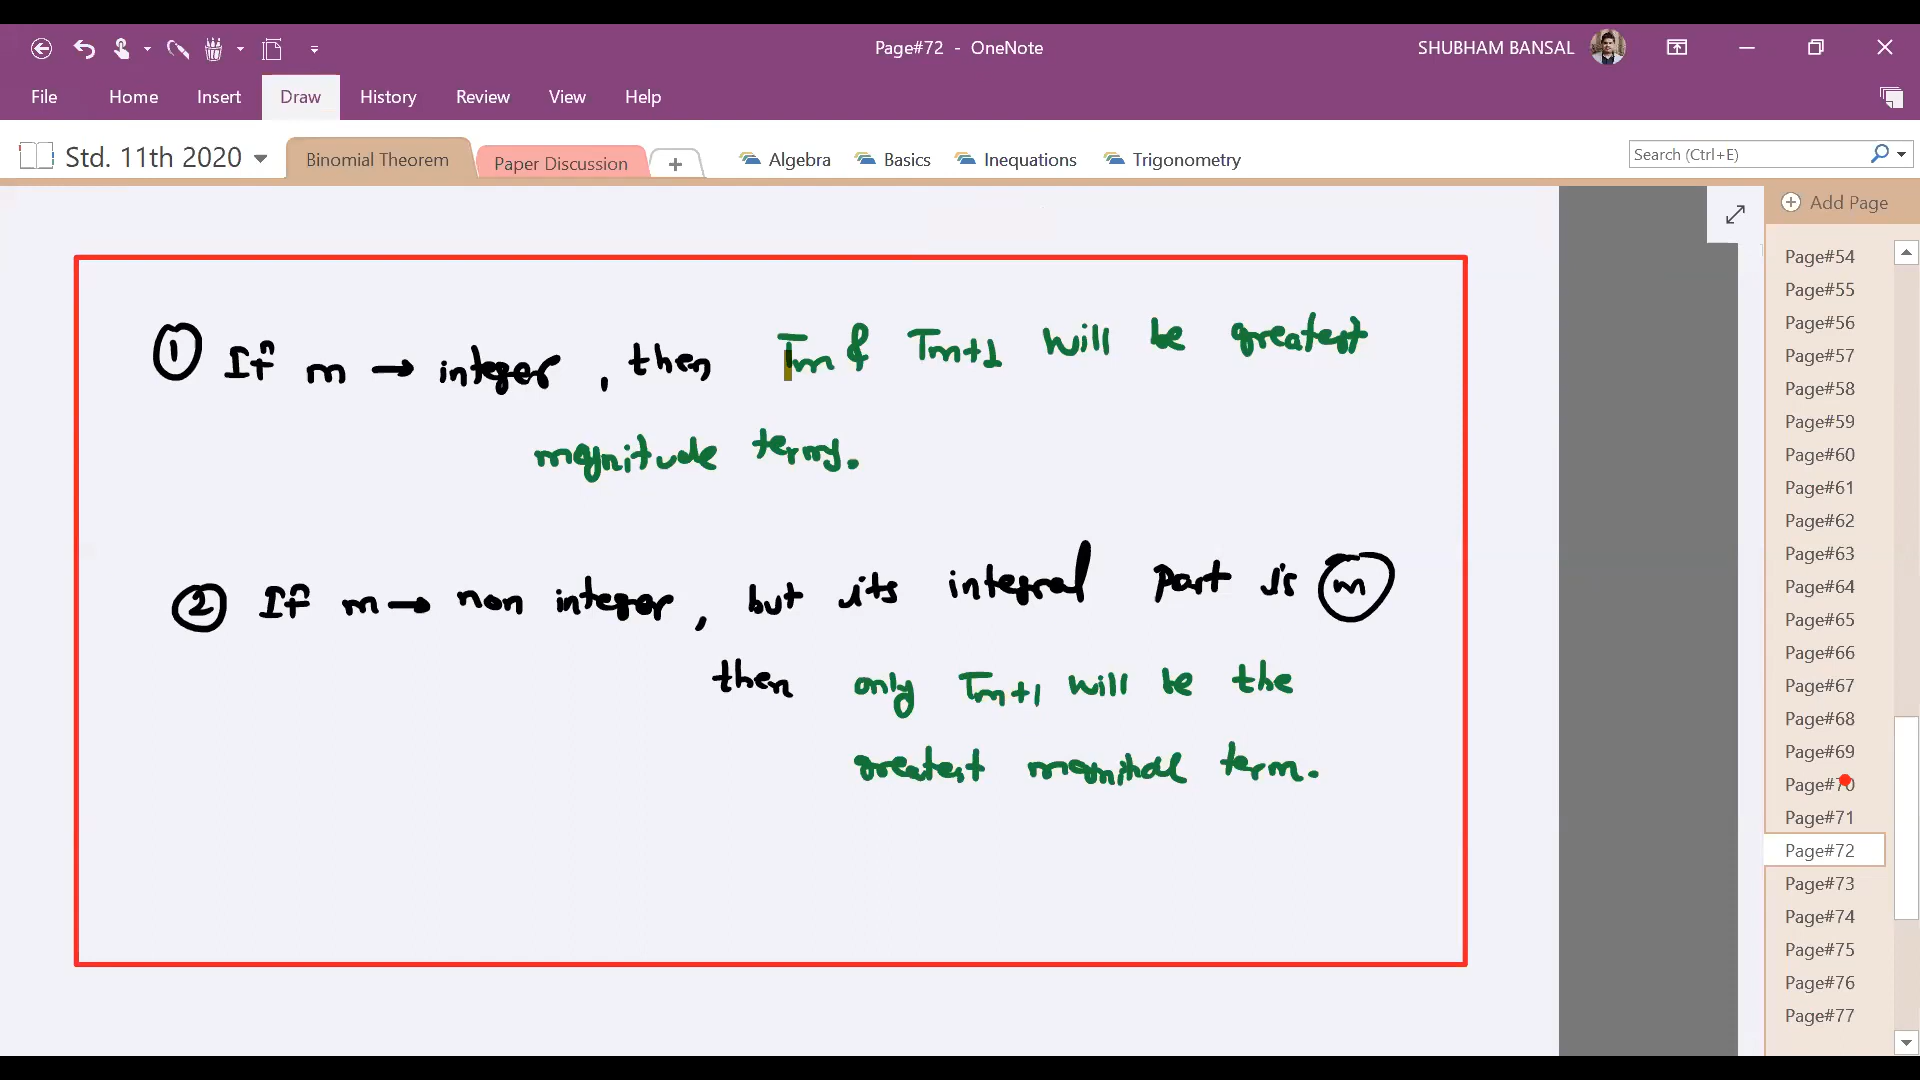 Page#72 - OneNote
SHUBHAM BANSAL
File Home Insert Draw History Review View Help
Std. 11th 2020
Binomial Theorem
Paper Discussion
+
Algebra
Basics
Inequations
Trigonometry
Search (Ctrl+E)
Add Page
① If m → integer, then Tm & Tm+1 will be greatest
magnitude terms.
② If m → non integer, but its integral part is m
then only Tm+1 will be the
greatest magnitude term.
Page#54
Page#55
Page#56
Page#57
Page#58
Page#59
Page#60
Page#61
Page#62
Page#63
Page#64
Page#65
Page#66
Page#67
Page#68
Page#69
Page#70
Page#71
Page#72
Page#73
Page#74
Page#75
Page#76
Page#77